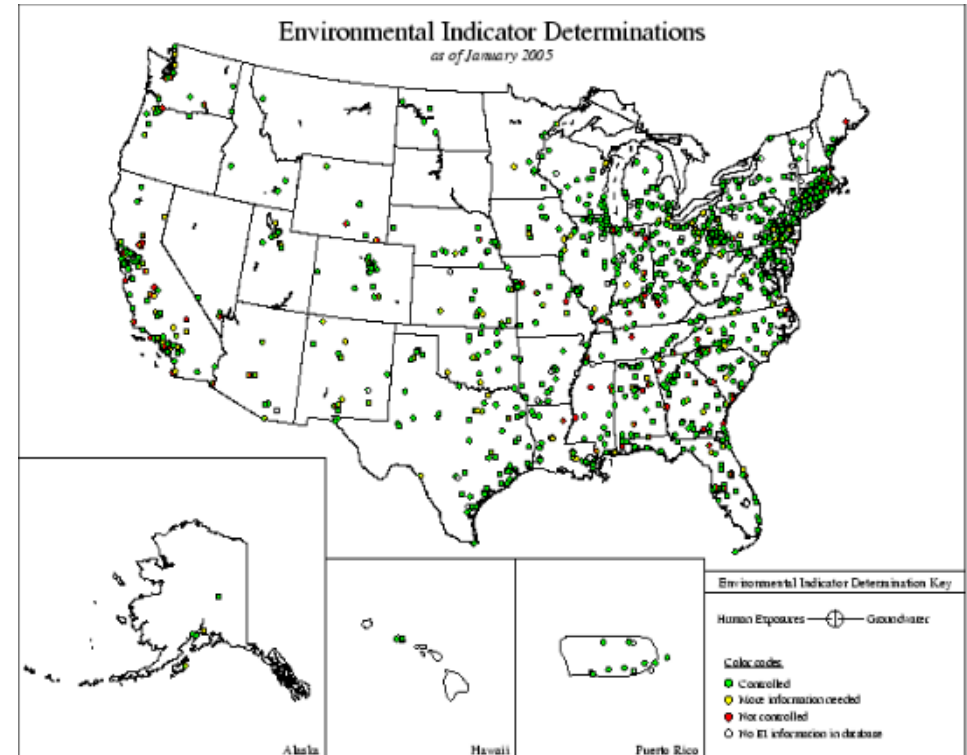 Environmental Indicator Determinations
as of January 2005
Environmental Indicator Determination Key
Human Exposures
Groundwater
Color codes
Controlled
More information needed
Not controlled
No EI information in database
Alaska
Hawaii
Puerto Rico